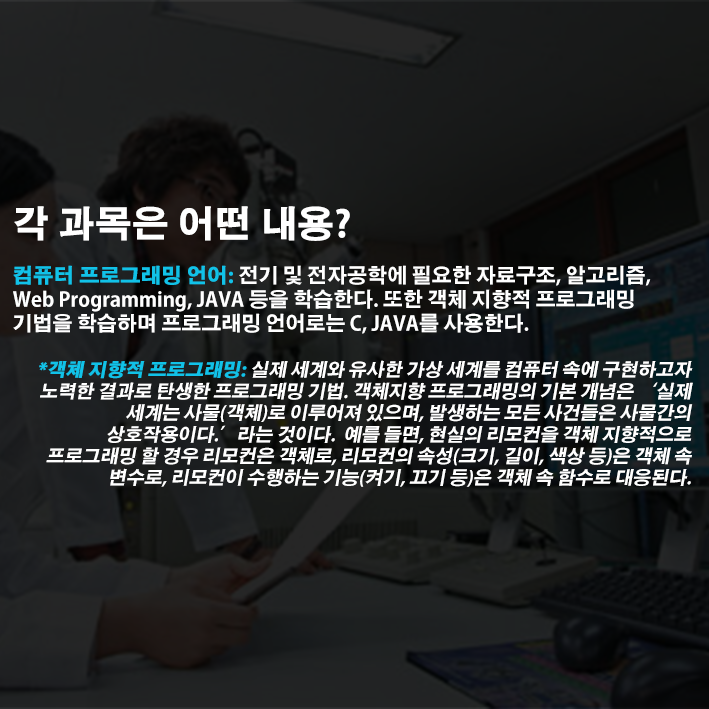 각 과목은 어떤 내용?
컴퓨터 프로그래밍 언어: 전기 및 전자공학에 필요한 자료구조, 알고리즘,
Web Programming, JAVA 등을 학습한다. 또한 객체 지향적 프로그래밍
기법을 학습하며 프로그래밍 언어로는 C, JAVA를 사용한다.
*객체 지향적 프로그래밍: 실제 세계와 유사한 가상 세계를 컴퓨터 속에 구현하고자
노력한 결과로 탄생한 프로그래밍 기법. 객체지향 프로그래밍의 기본 개념은 ‘실제
세계는 사물(객체)로 이루어져 있으며, 발생하는 모든 사건들은 사물간의
상호작용이다.’ 라는 것이다. 예를 들면, 현실의 리모컨을 객체 지향적으로
프로그래밍 할 경우 리모컨은 객체로, 리모컨의 속성(크기, 길이, 색상 등)은 객체 속
변수로, 리모컨이 수행하는 기능(켜기, 끄기 등)은 객체 속 함수로 대응된다.